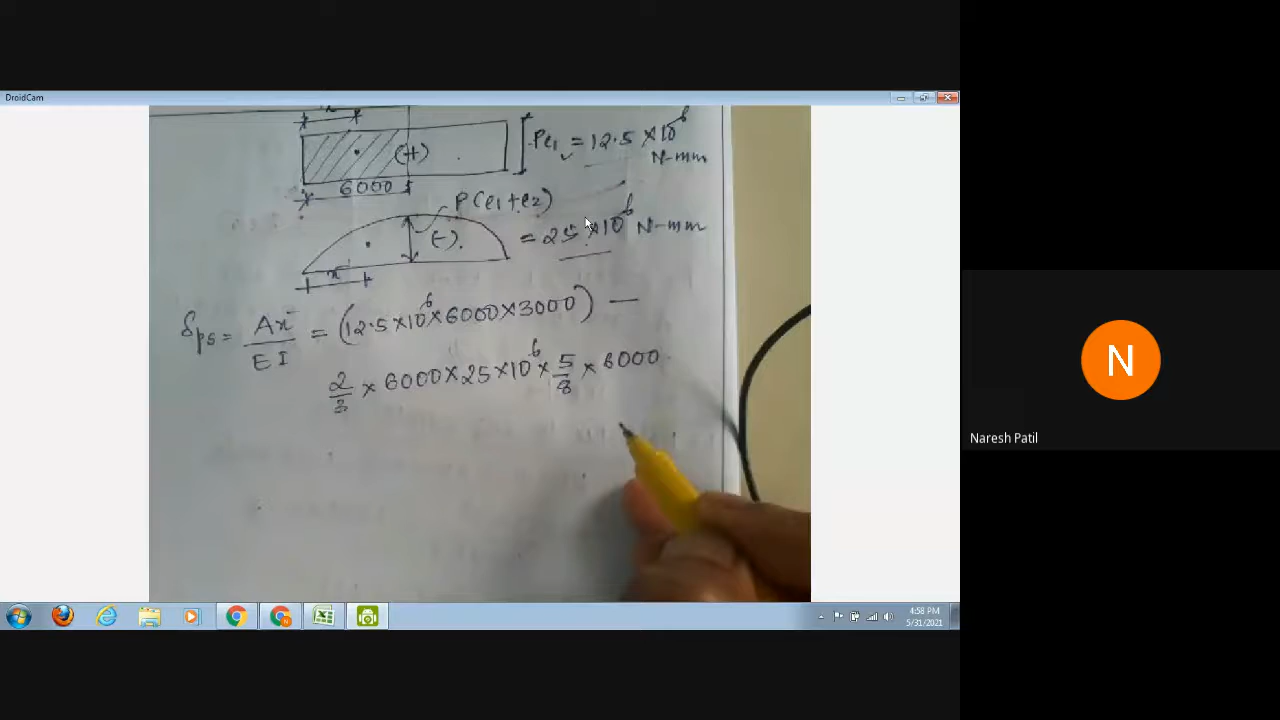 DroidCam
Pe1 = 12.5 × 10^6
N-mm
(+)
6000
P(e1+e2)
(-)
= 25 × 10^6 N-mm
x̄
δps = Ax̄/EI = (12.5×10^6×6000×3000) —
2/3 × 6000×25×10^6×5/8×6000
N
Naresh Patil
4:58 PM
5/31/2021